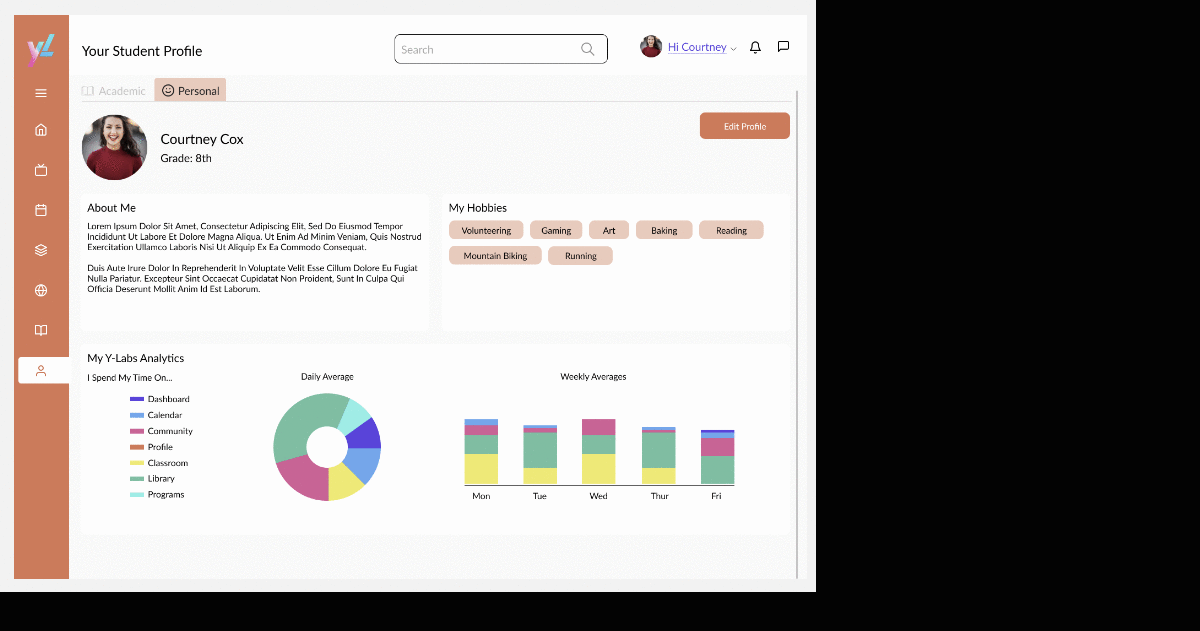 YL
Your Student Profile
Search
Hi Courtney
Academic
Personal
Courtney Cox
Grade: 8th
Edit Profile
About Me
Lorem Ipsum Dolor Sit Amet, Consectetur Adipiscing Elit, Sed Do Eiusmod Tempor
Incididunt Ut Labore Et Dolore Magna Aliqua. Ut Enim Ad Minim Veniam, Quis Nostrud
Exercitation Ullamco Laboris Nisi Ut Aliquip Ex Ea Commodo Consequat.
Duis Aute Irure Dolor In Reprehenderit In Voluptate Velit Esse Cillum Dolore Eu Fugiat
Nulla Pariatur. Excepteur Sint Occaecat Cupidatat Non Proident, Sunt In Culpa Qui
Officia Deserunt Mollit Anim Id Est Laborum.
My Hobbies
Volunteering
Gaming
Art
Baking
Reading
Mountain Biking
Running
My Y-Labs Analytics
I Spend My Time On...
Dashboard
Calendar
Community
Profile
Classroom
Library
Programs
Daily Average
Weekly Averages
Mon
Tue
Wed
Thur
Fri